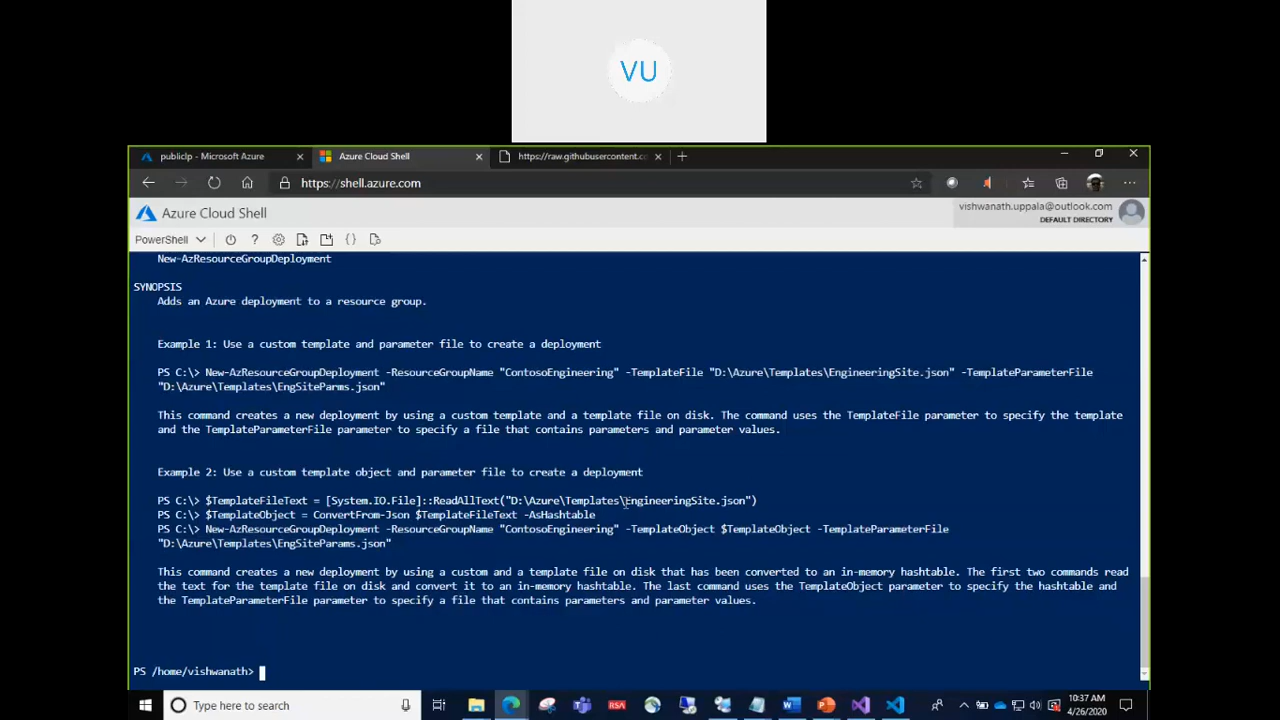 VU
publiclp - Microsoft Azure
Azure Cloud Shell
https://raw.githubusercontent.cc
https://shell.azure.com
Azure Cloud Shell
vishwanath.uppala@outlook.com
DEFAULT DIRECTORY
PowerShell
New-AzResourceGroupDeployment
SYNOPSIS
Adds an Azure deployment to a resource group.
Example 1: Use a custom template and parameter file to create a deployment
PS C:\> New-AzResourceGroupDeployment -ResourceGroupName "ContosoEngineering" -TemplateFile "D:\Azure\Templates\EngineeringSite.json" -TemplateParameterFile
"D:\Azure\Templates\EngSiteParms.json"
This command creates a new deployment by using a custom template and a template file on disk. The command uses the TemplateFile parameter to specify the template
and the TemplateParameterFile parameter to specify a file that contains parameters and parameter values.
Example 2: Use a custom template object and parameter file to create a deployment
PS C:\> $TemplateFileText = [System.IO.File]::ReadAllText("D:\Azure\Templates\EngineeringSite.json")
PS C:\> $TemplateObject = ConvertFrom-Json $TemplateFileText -AsHashtable
PS C:\> New-AzResourceGroupDeployment -ResourceGroupName "ContosoEngineering" -TemplateObject $TemplateObject -TemplateParameterFile
"D:\Azure\Templates\EngSiteParams.json"
This command creates a new deployment by using a custom and a template file on disk that has been converted to an in-memory hashtable. The first two commands read
the text for the template file on disk and convert it to an in-memory hashtable. The last command uses the TemplateObject parameter to specify the hashtable and
the TemplateParameterFile parameter to specify a file that contains parameters and parameter values.
PS /home/vishwanath>
Type here to search
RSA
10:37 AM
4/26/2020